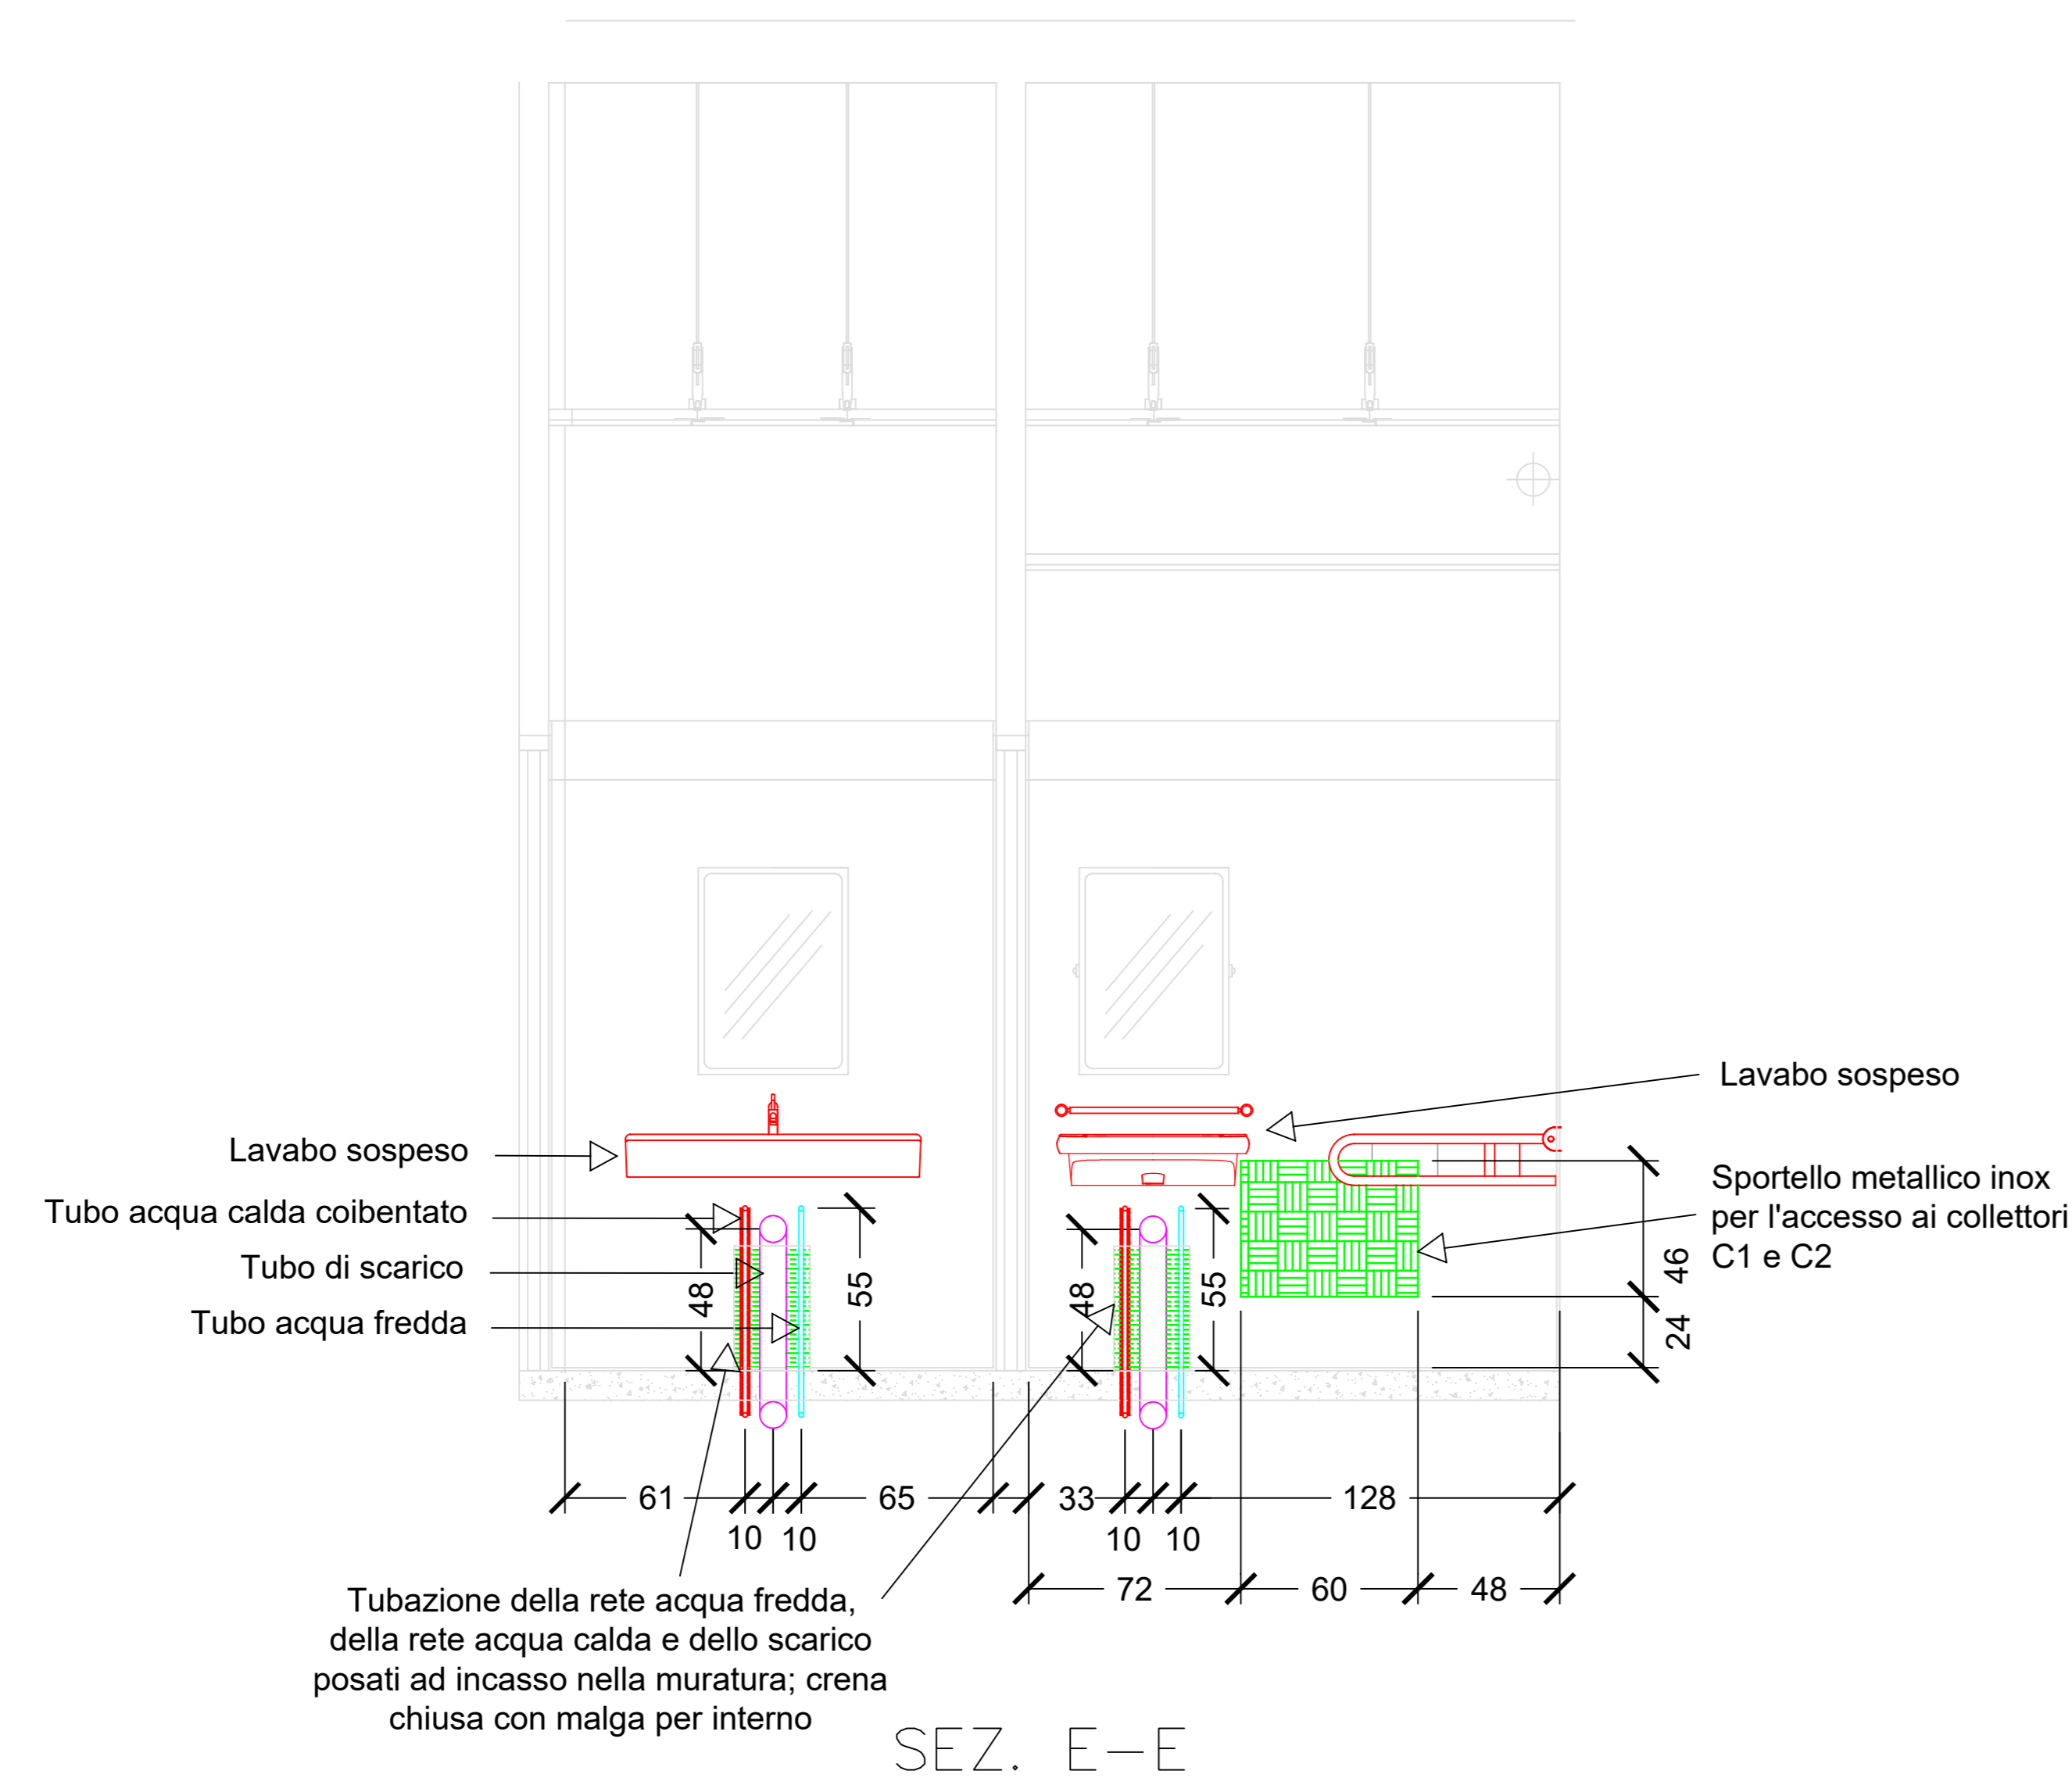 Lavabo sospeso
Lavabo sospeso
Sportello metallico inox
per l'accesso ai collettori
C1 e C2
Tubo acqua calda coibentato
Tubo di scarico
Tubo acqua fredda
48
55
48
55
46
24
61
65
33
128
10
10
10
10
72
60
48
Tubazione della rete acqua fredda,
della rete acqua calda e dello scarico
posati ad incasso nella muratura; crena
chiusa con malga per interno
SEZ. E-E